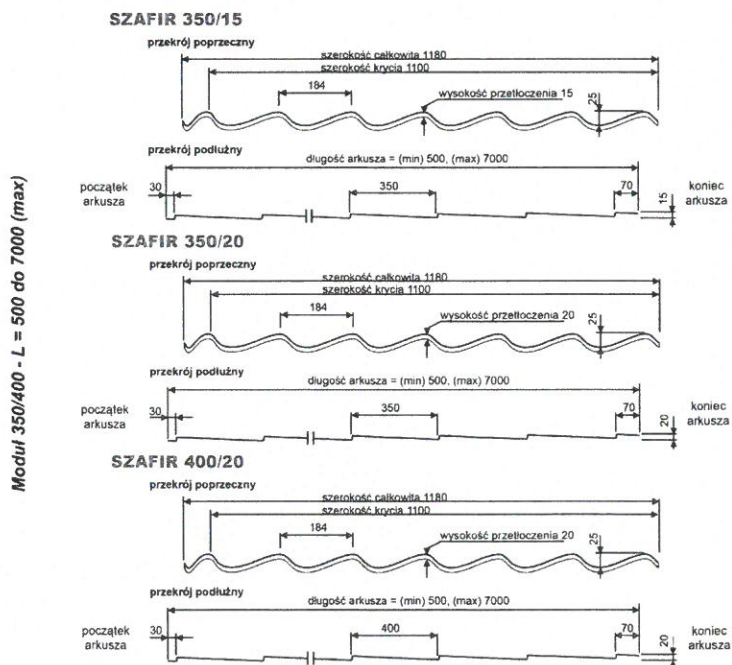 SZAFIR 350/15
przekrój poprzeczny
szerokość całkowita 1180
szerokość krycia 1100
184
wysokość przetłoczenia 15
25
przekrój podłużny
długość arkusza = (min) 500, (max) 7000
początek arkusza
30
350
70
15
koniec arkusza
SZAFIR 350/20
przekrój poprzeczny
szerokość całkowita 1180
szerokość krycia 1100
184
wysokość przetłoczenia 20
25
przekrój podłużny
długość arkusza = (min) 500, (max) 7000
początek arkusza
30
350
70
20
koniec arkusza
SZAFIR 400/20
przekrój poprzeczny
szerokość całkowita 1180
szerokość krycia 1100
184
wysokość przetłoczenia 20
25
przekrój podłużny
długość arkusza = (min) 500, (max) 7000
początek arkusza
30
400
70
20
koniec arkusza
Moduł 350/400 - L = 500 do 7000 (max)